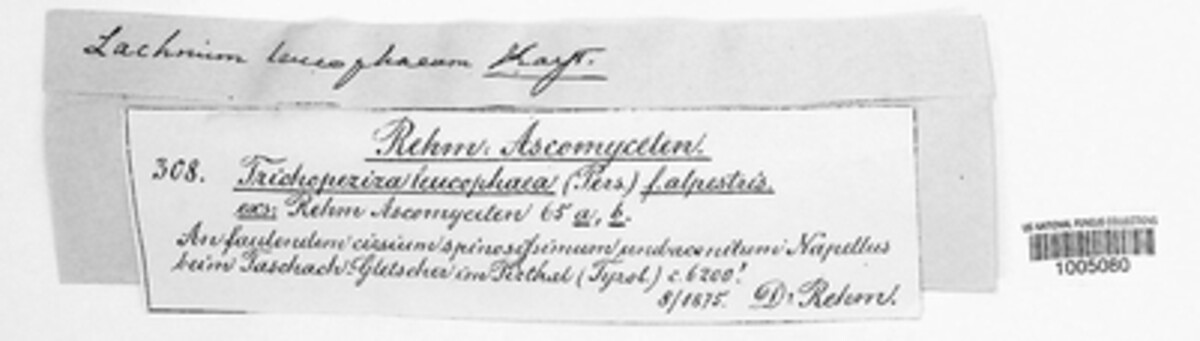 Lachnum leucophaeum Karst.
Rehm. Ascomyceten.
308. Trichopeziza leucophaea (Pers.) f. alpestris.
exs: Rehm Ascomyceten 65 a, b.
An faulendem cirsium spinosissimum und aconitum Napellus
beim Taschach Gletscher im Pitzthal (Tyrol.) c. 6200'
8/1875. Dr Rehm.
US NATIONAL FUNGUS COLLECTIONS
1005080